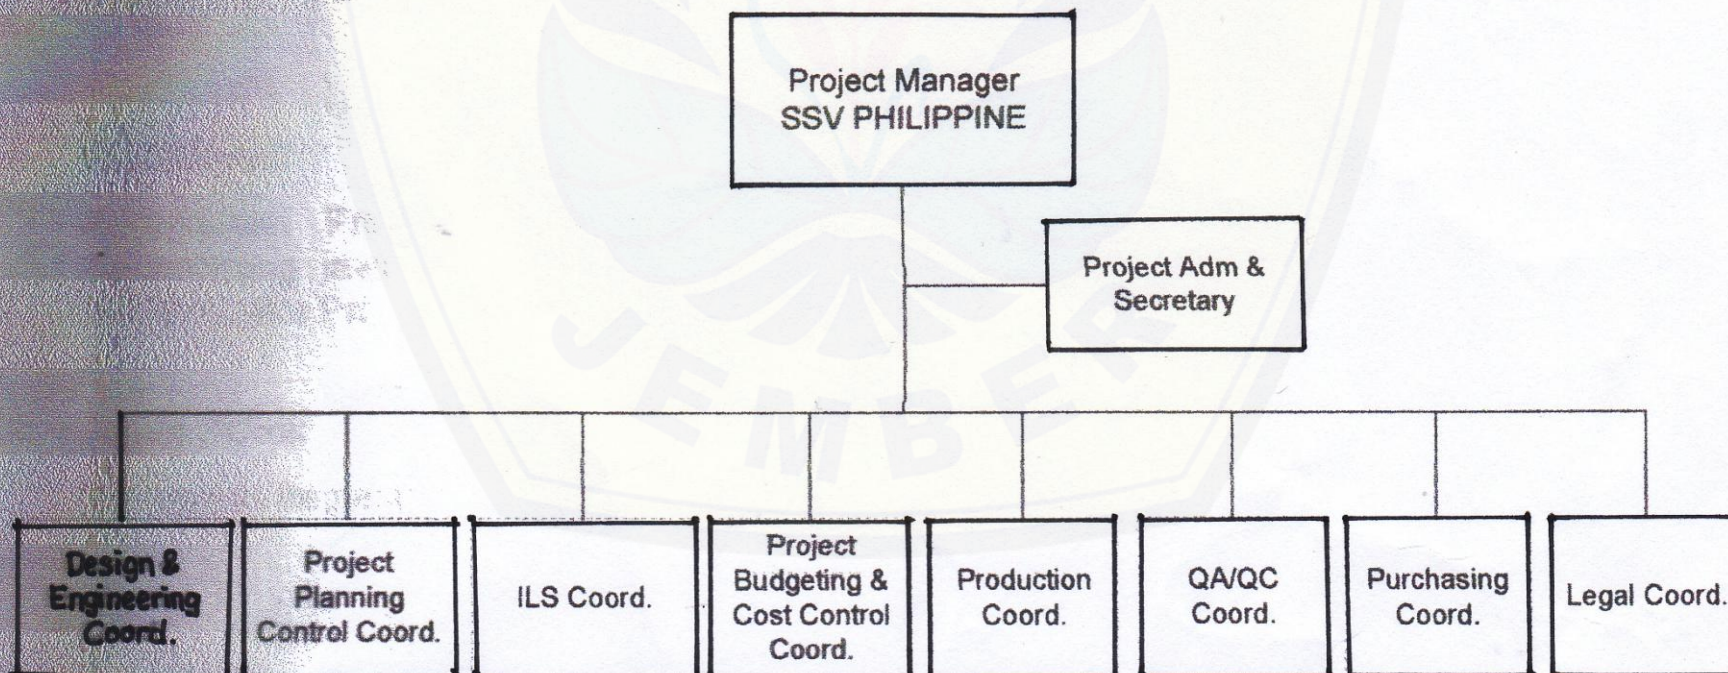 Project Manager
SSV PHILIPPINE
Project Adm &
Secretary
JEMBER
Design &
Engineering
Coord.
Project
Planning
Control Coord.
ILS Coord.
Project
Budgeting &
Cost Control
Coord.
Production
Coord.
QA/QC
Coord.
Purchasing
Coord.
Legal Coord.